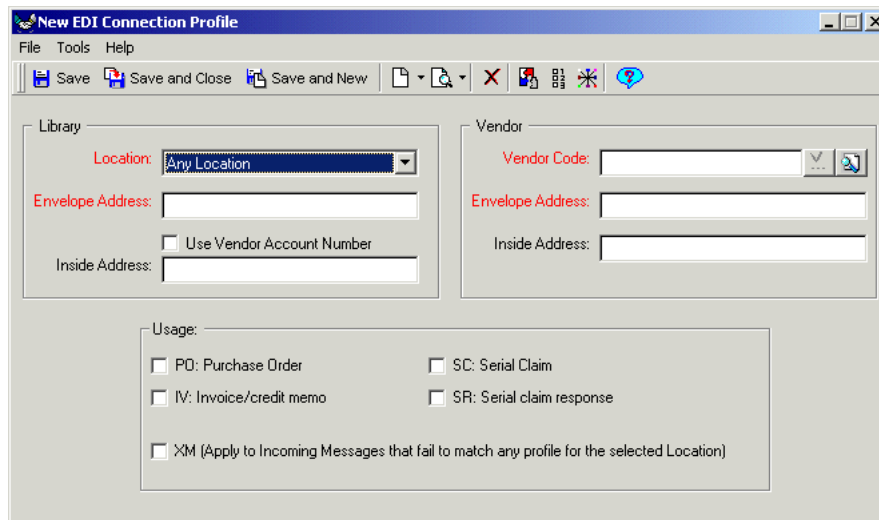 New EDI Connection Profile
File Tools Help
Save Save and Close Save and New
Library
Location: Any Location
Envelope Address:
Use Vendor Account Number
Inside Address:
Vendor
Vendor Code:
Envelope Address:
Inside Address:
Usage:
PO: Purchase Order
SC: Serial Claim
IV: Invoice/credit memo
SR: Serial claim response
XM (Apply to Incoming Messages that fail to match any profile for the selected Location)